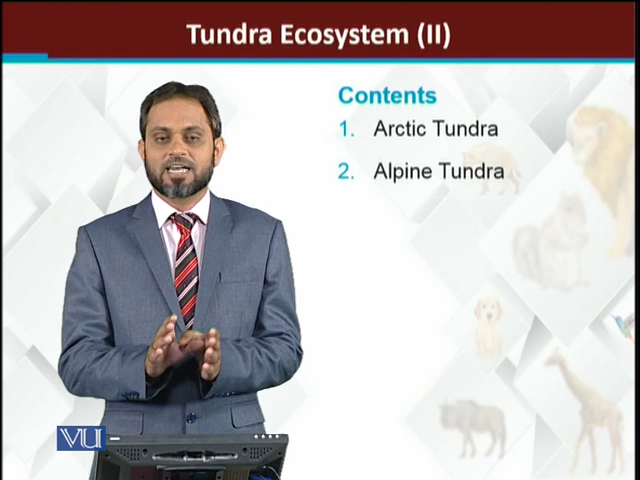 Tundra Ecosystem (II)
Contents
1. Arctic Tundra
2. Alpine Tundra
VU